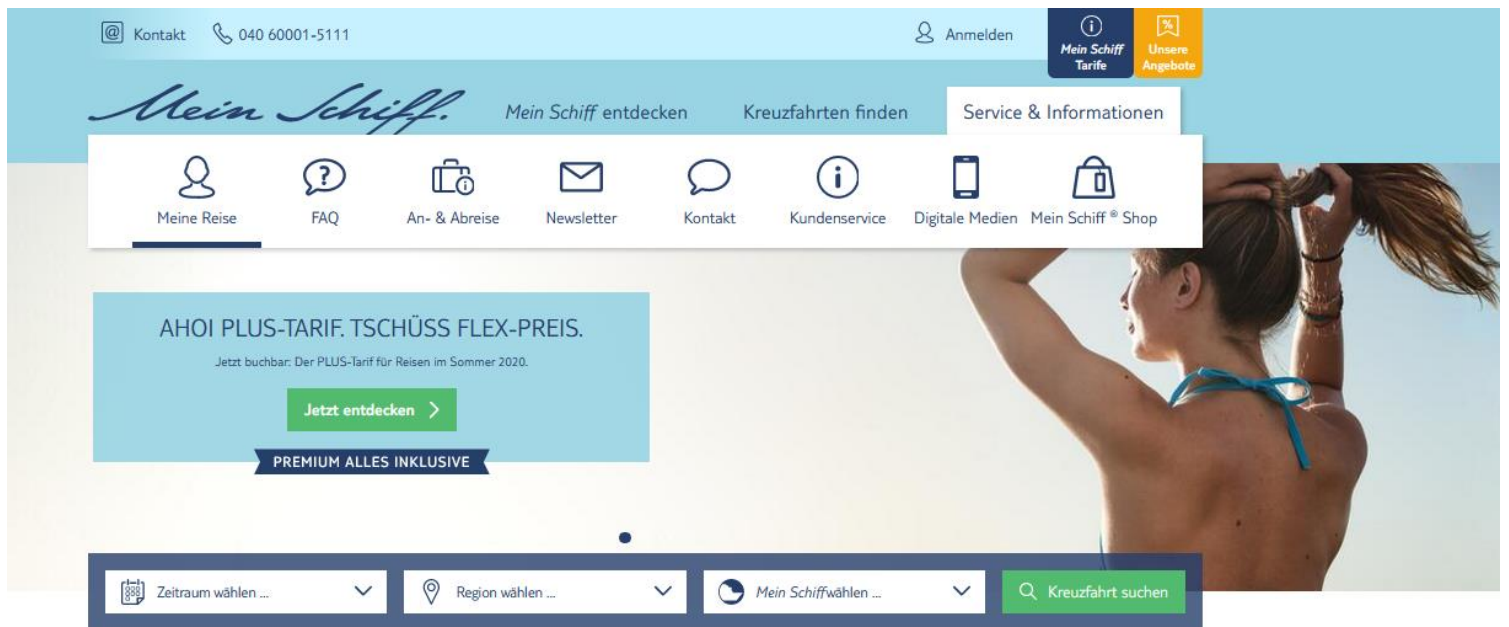 Kontakt 040 60001-5111 Anmelden
Mein Schiff
Tarife
Unsere
Angebote
Mein Schiff.
Mein Schiff entdecken Kreuzfahrten finden Service & Informationen
Meine Reise FAQ An- & Abreise Newsletter Kontakt Kundenservice Digitale Medien Mein Schiff ® Shop
AHOI PLUS-TARIF. TSCHÜSS FLEX-PREIS.
Jetzt buchbar: Der PLUS-Tarif für Reisen im Sommer 2020.
Jetzt entdecken
PREMIUM ALLES INKLUSIVE
Zeitraum wählen ... Region wählen ... Mein Schiffwählen ... Kreuzfahrt suchen